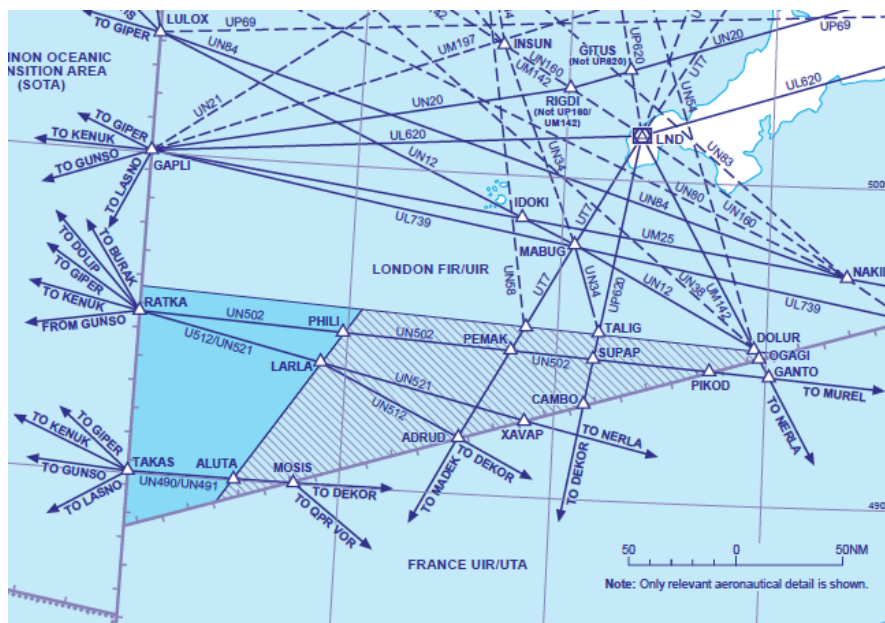 LULOX
TO GIPER
NNON OCEANIC
NSITION AREA
(SOTA)
UN84
UP69
UM197
INSUN
GITUS
(Not UP620)
UP620
UT7
UN20
UP69
UN160
UM142
RIGDI
(Not UP160/
UM142)
UN54
UL620
UN21
UN20
UL620
LND
UN83
TO GIPER
TO KENUK
TO GUNSO
TO LASNO
GAPLI
UN12
UN34
UN80
UN84
UN160
500
UL739
IDOKI
UT7
UM25
MABUG
NAKI
LONDON FIR/UIR
UN58
UT7
UN34
UP620
UN12
UN38
UM142
UL739
TO BURAK
TO DOLIP
TO GIPER
TO KENUK
FROM GUNSO
RATKA
UN502
PHILI
UN502
PEMAK
TALIG
DOLUR
OGAGI
U512/UN521
LARLA
UN502
SUPAP
GANTO
PIKOD
TO MUREL
UN521
UN512
CAMBO
ADRUD
XAVAP
TO NERLA
TO NERLA
TO GIPER
TO KENUK
TO GUNSO
TO LASNO
TAKAS
ALUTA
MOSIS
UN490/UN491
TO DEKOR
TO QPR VOR
TO MADEK
TO DEKOR
TO DEKOR
490
FRANCE UIR/UTA
50 0 50NM
Note: Only relevant aeronautical detail is shown.